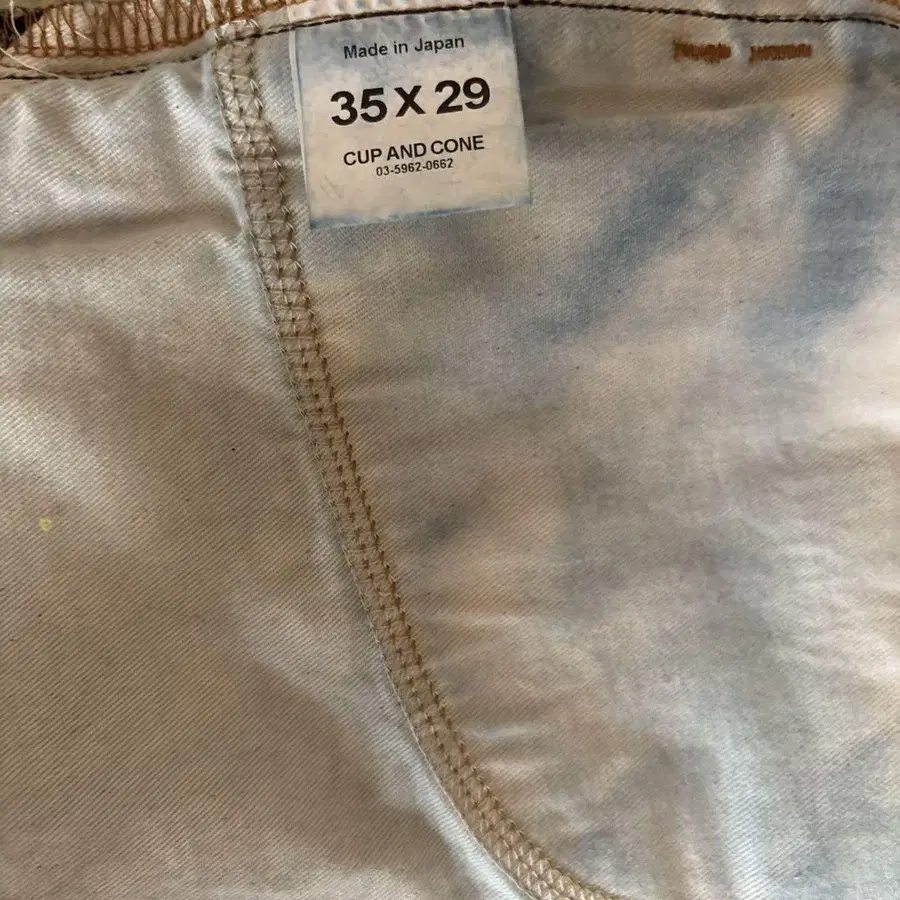 Made in Japan
35 X 29
CUP AND CONE
03-5962-0662